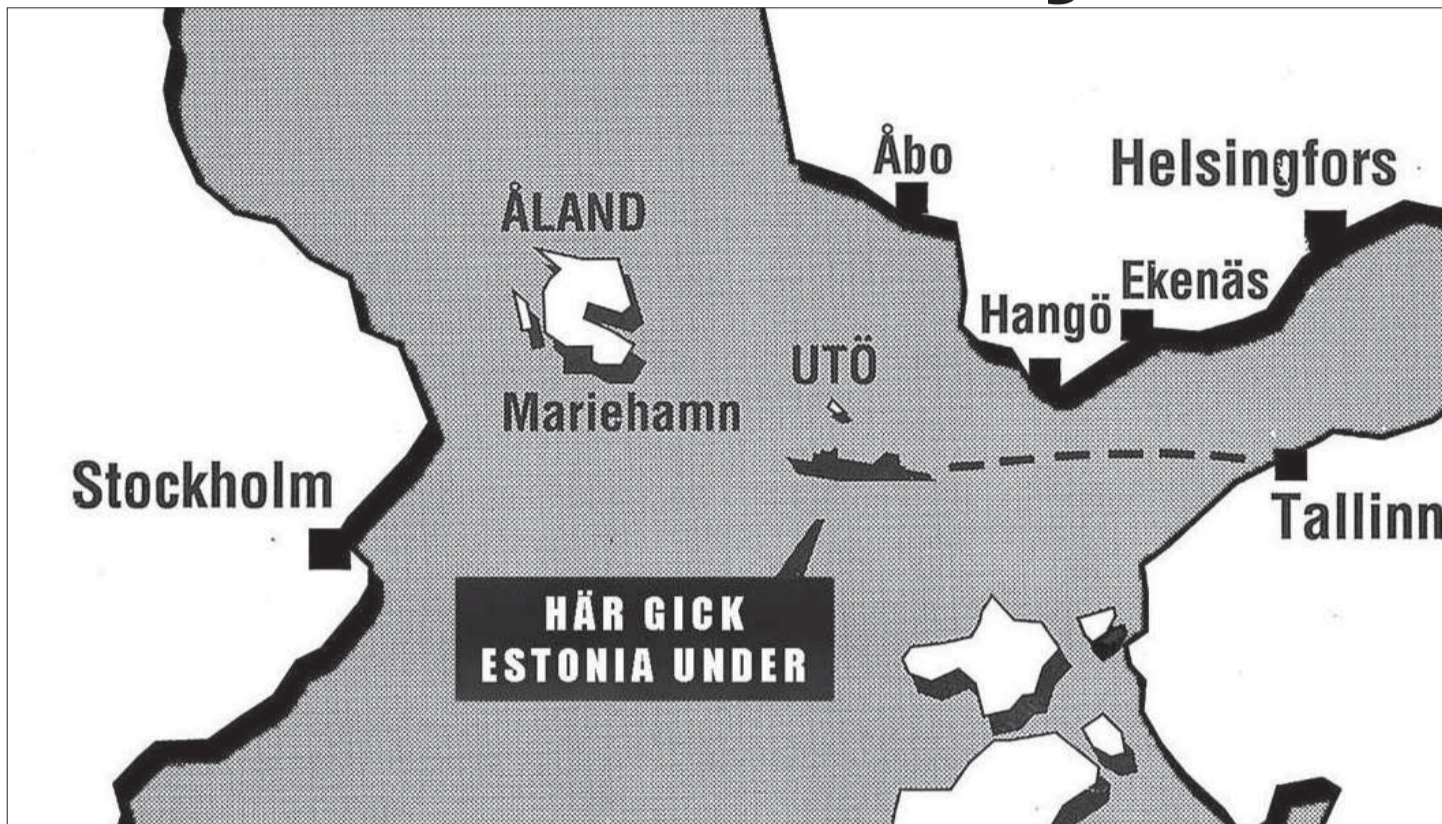 Åbo
Helsingfors
ÅLAND
Ekenäs
Hangö
UTÖ
Mariehamn
Stockholm
Tallinn
HÄR GICK
ESTONIA UNDER